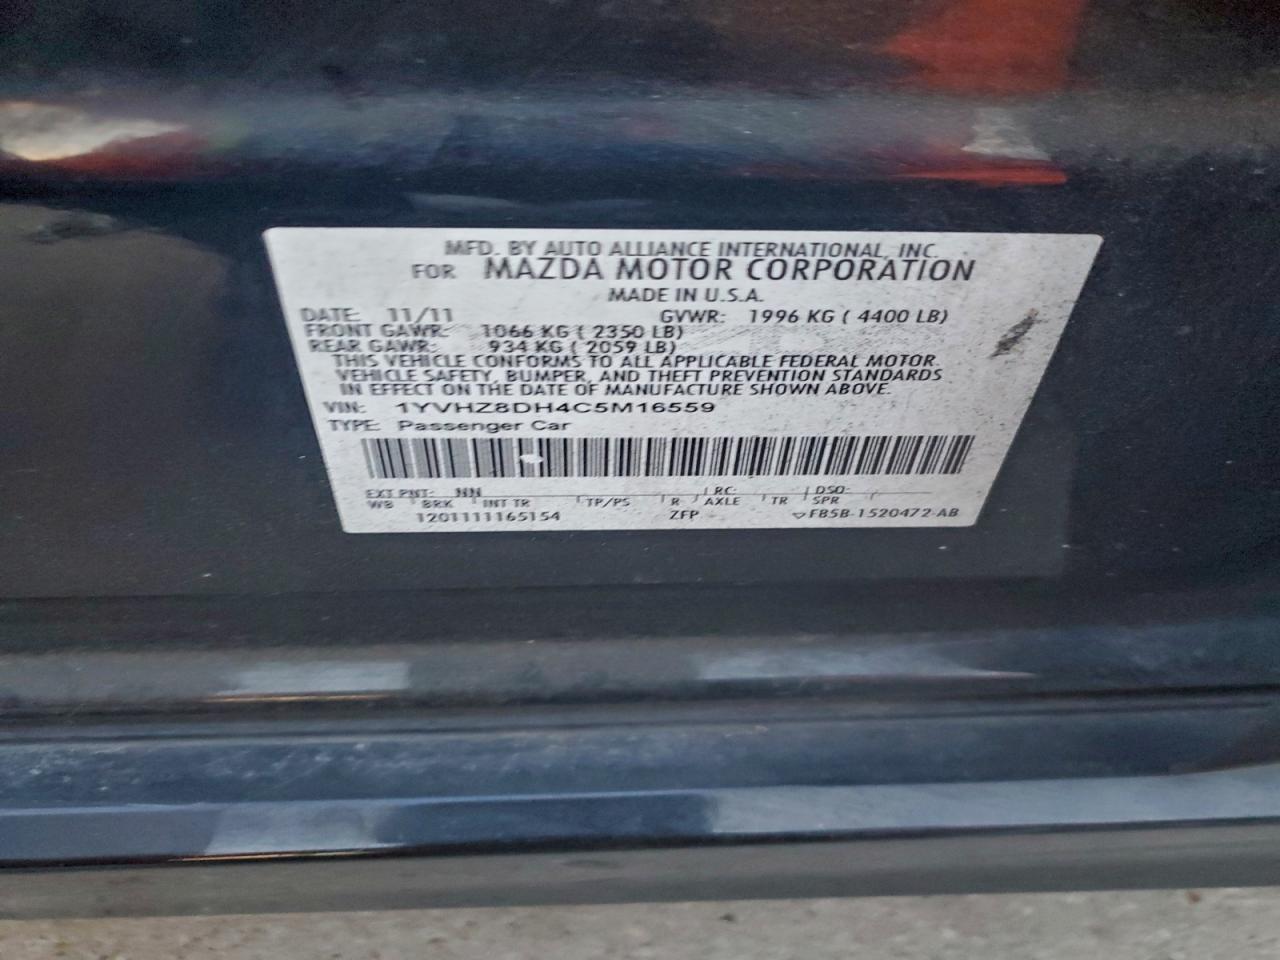 MFD. BY AUTO ALLIANCE INTERNATIONAL, INC.
FOR MAZDA MOTOR CORPORATION
MADE IN U.S.A.
DATE: 11/11 GVWR: 1996 KG ( 4400 LB)
FRONT GAWR: 1066 KG ( 2350 LB)
REAR GAWR: 934 KG ( 2059 LB)
THIS VEHICLE CONFORMS TO ALL APPLICABLE FEDERAL MOTOR
VEHICLE SAFETY, BUMPER, AND THEFT PREVENTION STANDARDS
IN EFFECT ON THE DATE OF MANUFACTURE SHOWN ABOVE.
VIN: 1YVHZ8DH4C5M16559
TYPE: Passenger Car
EXT PNT: NN RC: DSO:
WB BRK INT TR TP/PS R AXLE TR SPR
1201111165154 ZFP FB5B-1520472-AB